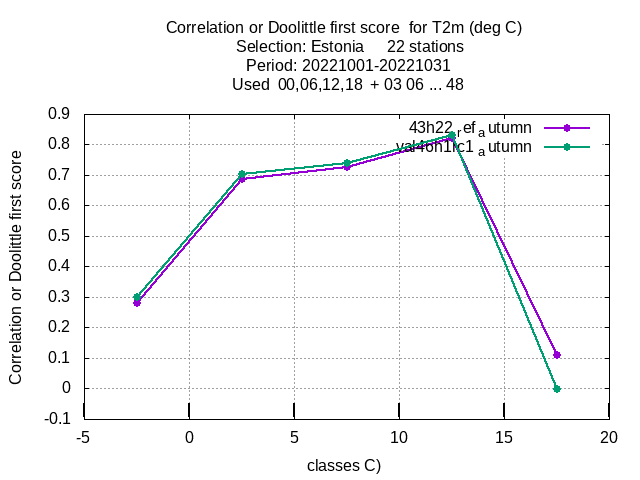 Correlation or Doolittle first score for T2m (deg C)
Selection: Estonia 22 stations
Period: 20221001-20221031
Used 00,06,12,18 + 03 06 ... 48
Correlation or Doolittle first score
0.9
0.8
0.7
0.6
0.5
0.4
0.3
0.2
0.1
0
-0.1
43h22refautumn
autumn
-5 0 5 10 15 20
classes C)